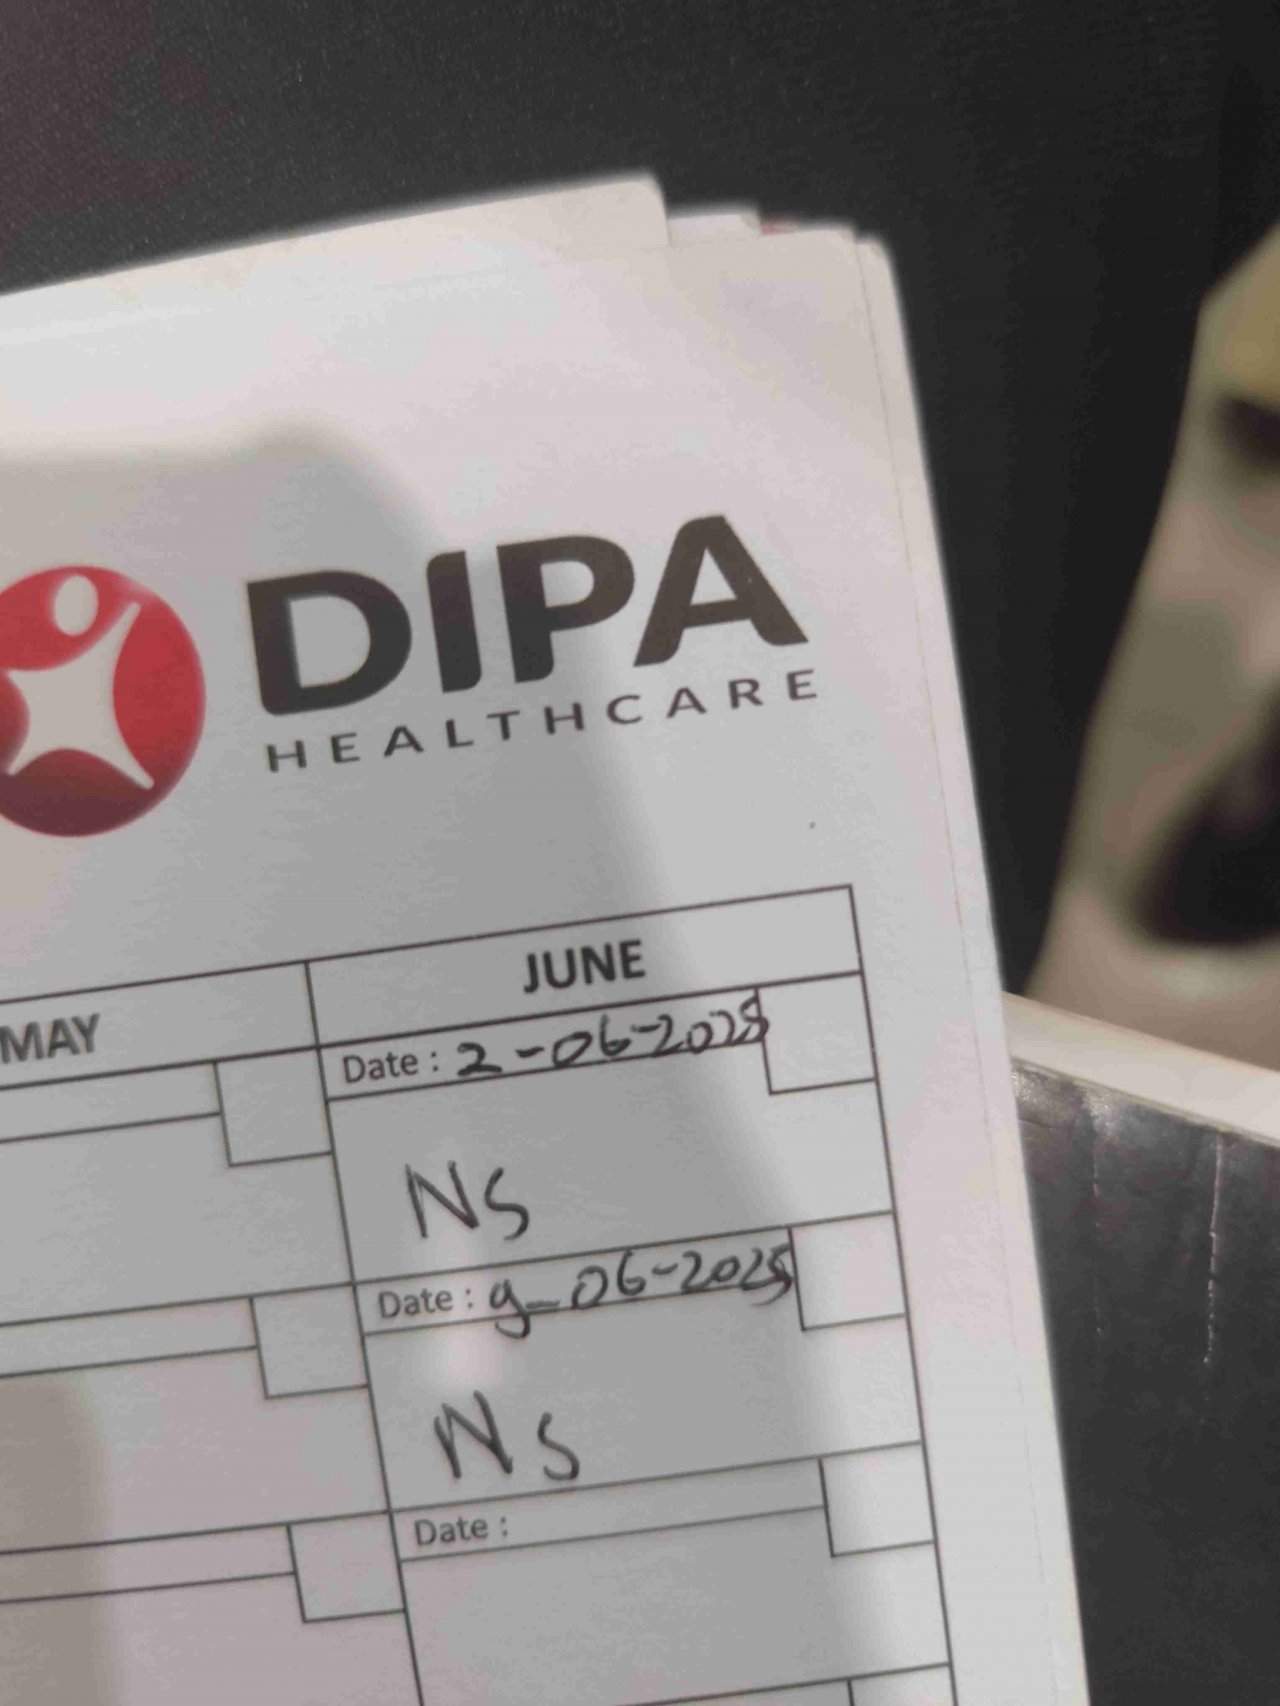 DIPA
HEALTHCARE
MAY
JUNE
Date : 2-06-2025
NS
Date : 9-06-2025
NS
Date :